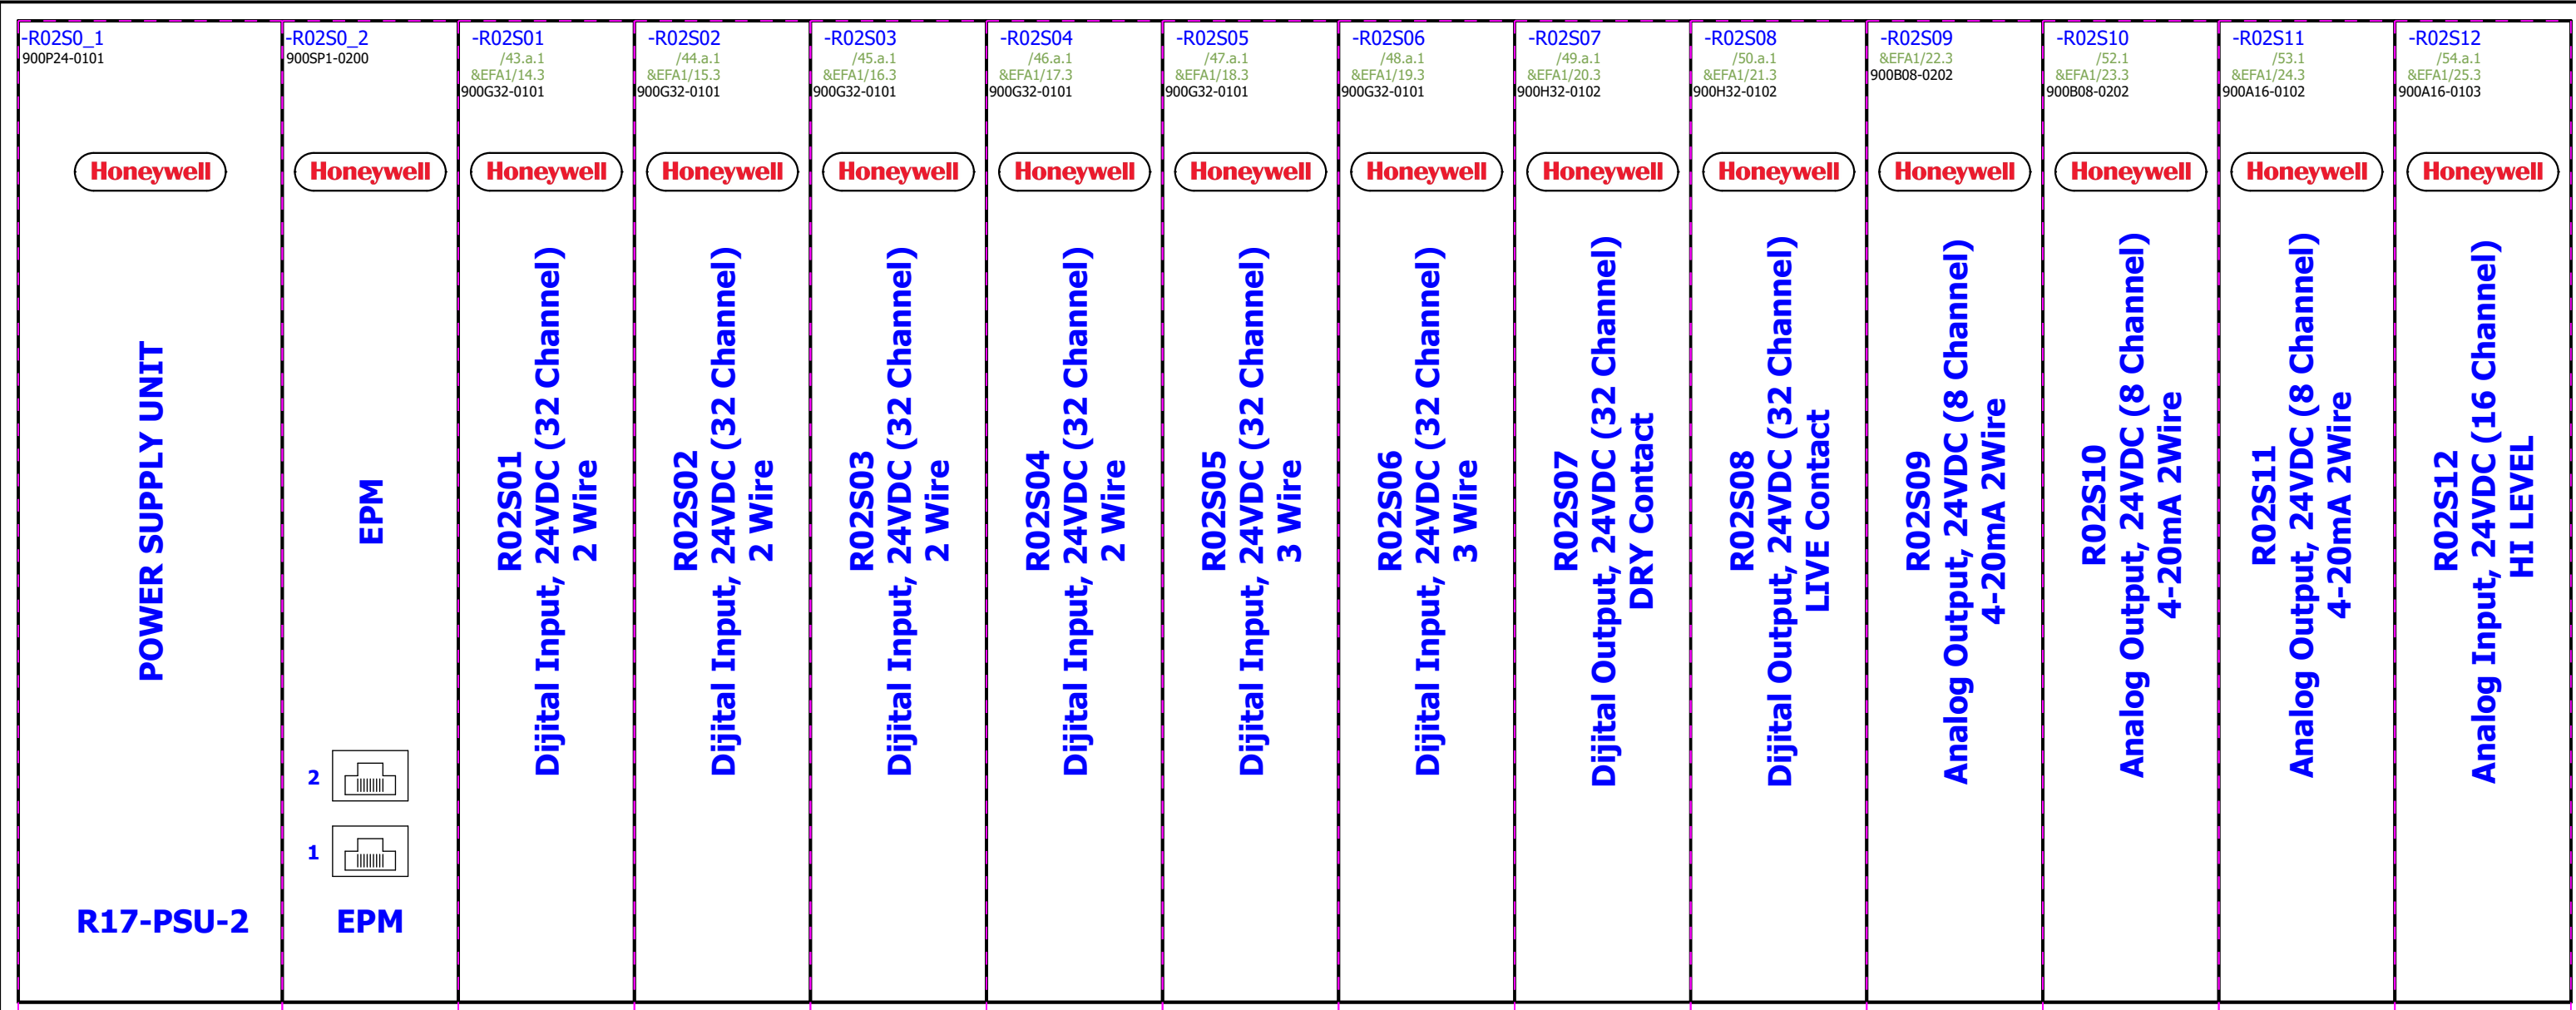 -R02S0_1
900P24-0101
Honeywell
POWER SUPPLY UNIT
R17-PSU-2
-R02S0_2
900SP1-0200
Honeywell
EPM
2
1
EPM
-R02S01
/43.a.1
&EFA1/14.3
900G32-0101
Honeywell
R02S01
Dijital Input, 24VDC (32 Channel)
2 Wire
-R02S02
/44.a.1
&EFA1/15.3
900G32-0101
Honeywell
R02S02
Dijital Input, 24VDC (32 Channel)
2 Wire
-R02S03
/45.a.1
&EFA1/16.3
900G32-0101
Honeywell
R02S03
Dijital Input, 24VDC (32 Channel)
2 Wire
-R02S04
/46.a.1
&EFA1/17.3
900G32-0101
Honeywell
R02S04
Dijital Input, 24VDC (32 Channel)
2 Wire
-R02S05
/47.a.1
&EFA1/18.3
900G32-0101
Honeywell
R02S05
Dijital Input, 24VDC (32 Channel)
3 Wire
-R02S06
/48.a.1
&EFA1/19.3
900G32-0101
Honeywell
R02S06
Dijital Input, 24VDC (32 Channel)
3 Wire
-R02S07
/49.a.1
&EFA1/20.3
900H32-0102
Honeywell
R02S07
Dijital Output, 24VDC (32 Channel)
DRY Contact
-R02S08
/50.a.1
&EFA1/21.3
900H32-0102
Honeywell
R02S08
Dijital Output, 24VDC (32 Channel)
LIVE Contact
-R02S09
&EFA1/22.3
900B08-0202
Honeywell
R02S09
Analog Output, 24VDC (8 Channel)
4-20mA 2Wire
-R02S10
/52.1
&EFA1/23.3
900B08-0202
Honeywell
R02S10
Analog Output, 24VDC (8 Channel)
4-20mA 2Wire
-R02S11
/53.1
&EFA1/24.3
900A16-0102
Honeywell
R02S11
Analog Output, 24VDC (8 Channel)
4-20mA 2Wire
-R02S12
/54.a.1
&EFA1/25.3
900A16-0103
Honeywell
R02S12
Analog Input, 24VDC (16 Channel)
HI LEVEL